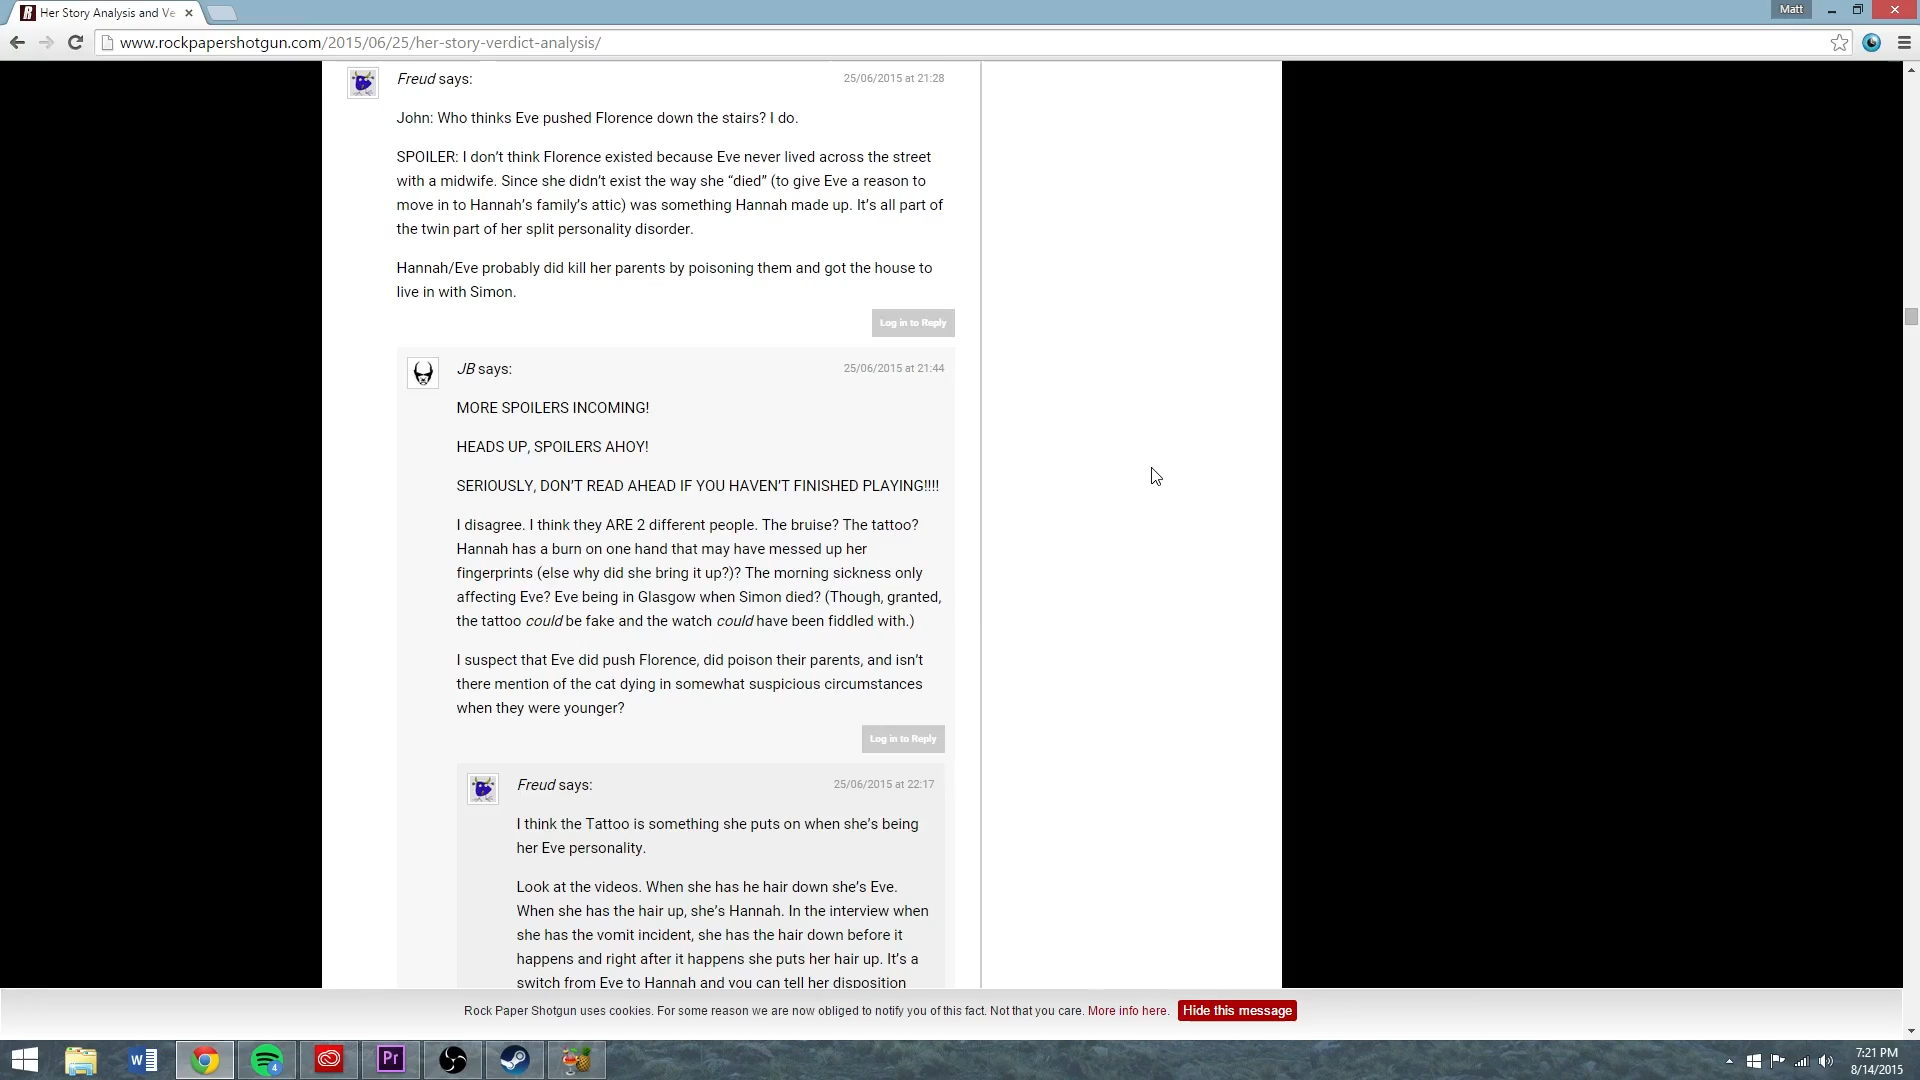 Her Story Analysis and Ve
Matt
www.rockpapershotgun.com/2015/06/25/her-story-verdict-analysis/
Freud says:
25/06/2015 at 21:28
John: Who thinks Eve pushed Florence down the stairs? I do.
SPOILER: I don’t think Florence existed because Eve never lived across the street
with a midwife. Since she didn’t exist the way she “died” (to give Eve a reason to
move in to Hannah’s family’s attic) was something Hannah made up. It’s all part of
the twin part of her split personality disorder.
Hannah/Eve probably did kill her parents by poisoning them and got the house to
live in with Simon.
Log in to Reply
JB says:
25/06/2015 at 21:44
MORE SPOILERS INCOMING!
HEADS UP, SPOILERS AHOY!
SERIOUSLY, DON’T READ AHEAD IF YOU HAVEN’T FINISHED PLAYING!!!!
I disagree. I think they ARE 2 different people. The bruise? The tattoo?
Hannah has a burn on one hand that may have messed up her
fingerprints (else why did she bring it up?)? The morning sickness only
affecting Eve? Eve being in Glasgow when Simon died? (Though, granted,
the tattoo could be fake and the watch could have been fiddled with.)
I suspect that Eve did push Florence, did poison their parents, and isn’t
there mention of the cat dying in somewhat suspicious circumstances
when they were younger?
Log in to Reply
Freud says:
25/06/2015 at 22:17
I think the Tattoo is something she puts on when she’s being
her Eve personality.
Look at the videos. When she has he hair down she’s Eve.
When she has the hair up, she’s Hannah. In the interview when
she has the vomit incident, she has the hair down before it
happens and right after it happens she puts her hair up. It’s a
switch from Eve to Hannah and you can tell her disposition
Rock Paper Shotgun uses cookies. For some reason we are now obliged to notify you of this fact. Not that you care. More info here.
Hide this message
4
Pr
7:21 PM
8/14/2015